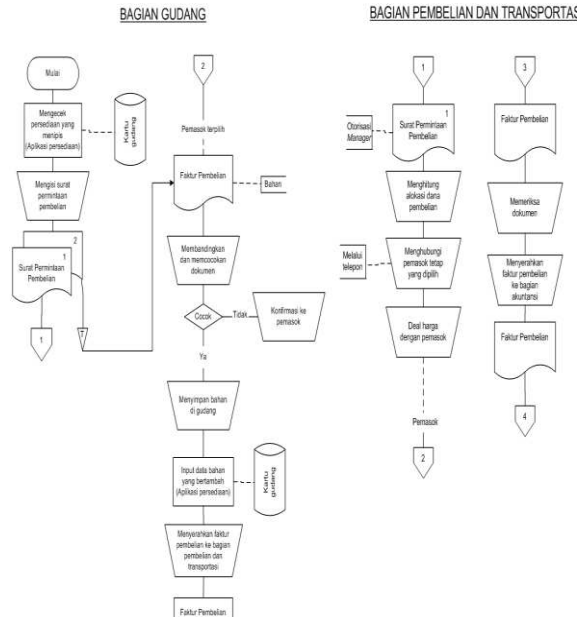 BAGIAN GUDANG
Mulai
Mengecek
persediaan yang
menipis
(Aplikasi persediaan)
Kartu
gudang
Mengisi surat
permintaan
pembelian
2
1
Surat Permintaan
Pembelian
T
1
2
Pemasok terpilih
Faktur Pembelian
Bahan
Membandingkan
dan memcocokan
dokumen
Cocok
Tidak
Konfirmasi ke
pemasok
Ya
Menyimpan bahan
di gudang
Input data bahan
yang bertambah
(Aplikasi persediaan)
Kartu
gudang
Menyerahkan faktur
pembelian ke bagian
pembelian dan
transportasi
Faktur Pembelian
BAGIAN PEMBELIAN DAN TRANSPORTAS
1
Otorisasi
Manager
1
Surat Permintaan
Pembelian
Menghitung
alokasi dana
pembelian
Melalui
telepon
Menghubungi
pemasok tetap
yang dipilih
Deal harga
dengan pemasok
Pemasok
2
3
Faktur Pembelian
Memeriksa
dokumen
Menyerahkan
faktur pembelian
ke bagian
akuntansi
Faktur Pembelian
4